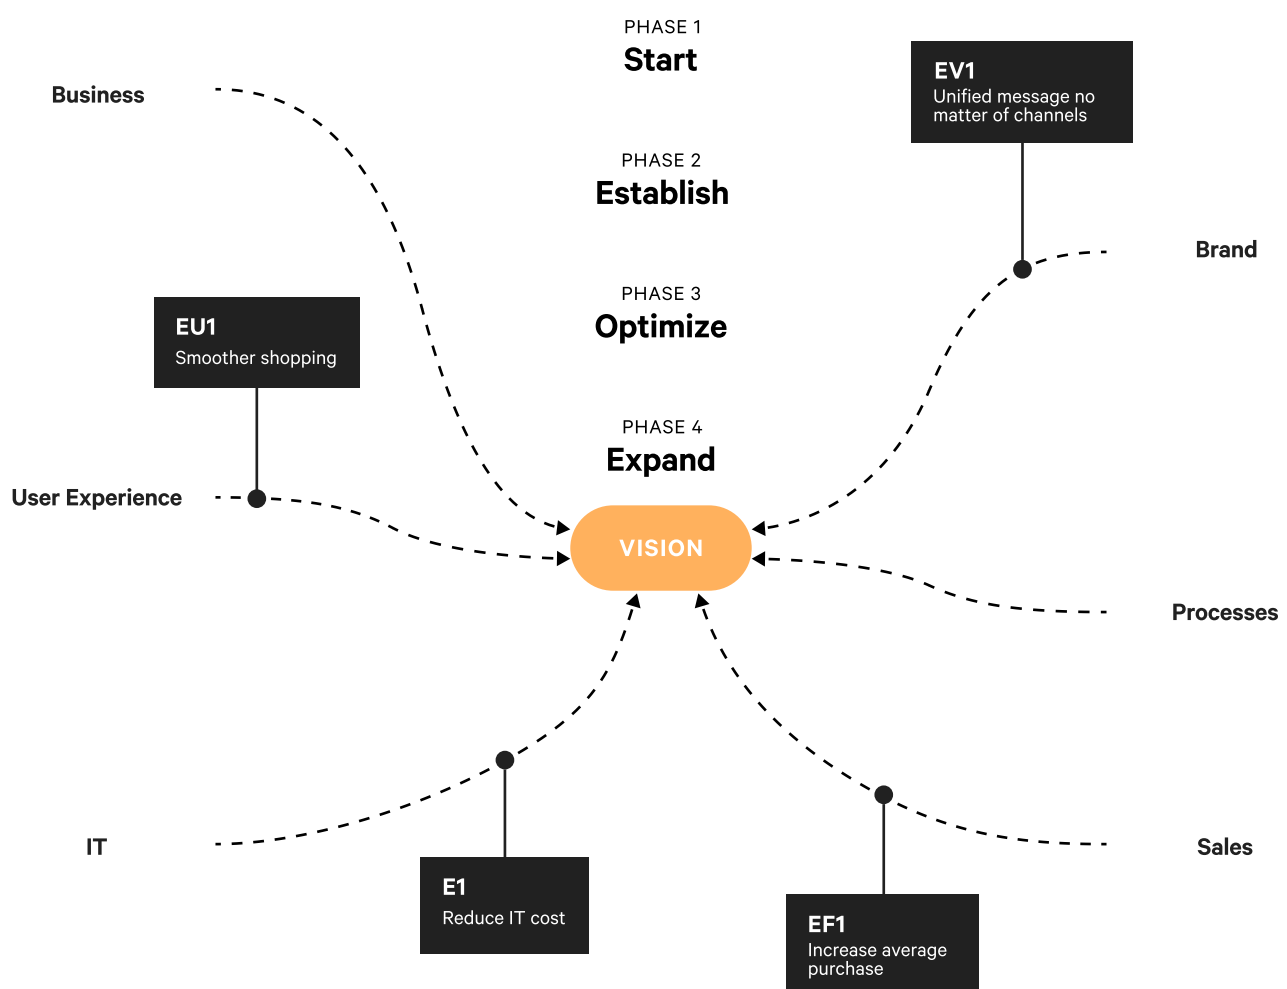 PHASE 1
Start
EV1
Unified message no
matter of channels
Business
PHASE 2
Establish
Brand
PHASE 3
Optimize
EU1
Smoother shopping
PHASE 4
Expand
User Experience
VISION
Processes
IT
Sales
E1
Reduce IT cost
EF1
Increase average
purchase